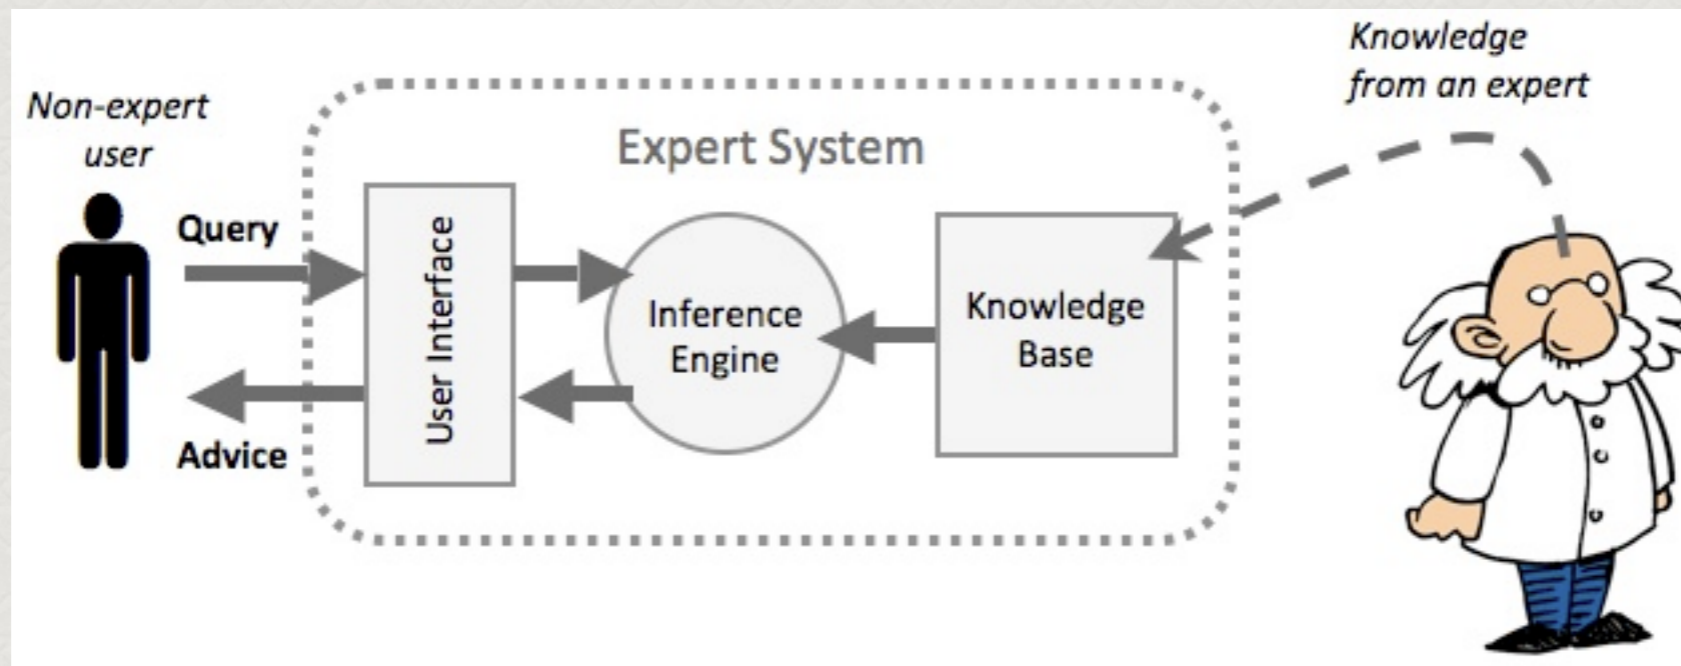 Knowledge
from an expert
Non-expert
user
Expert System
Query
User Interface
Inference
Engine
Knowledge
Base
Advice